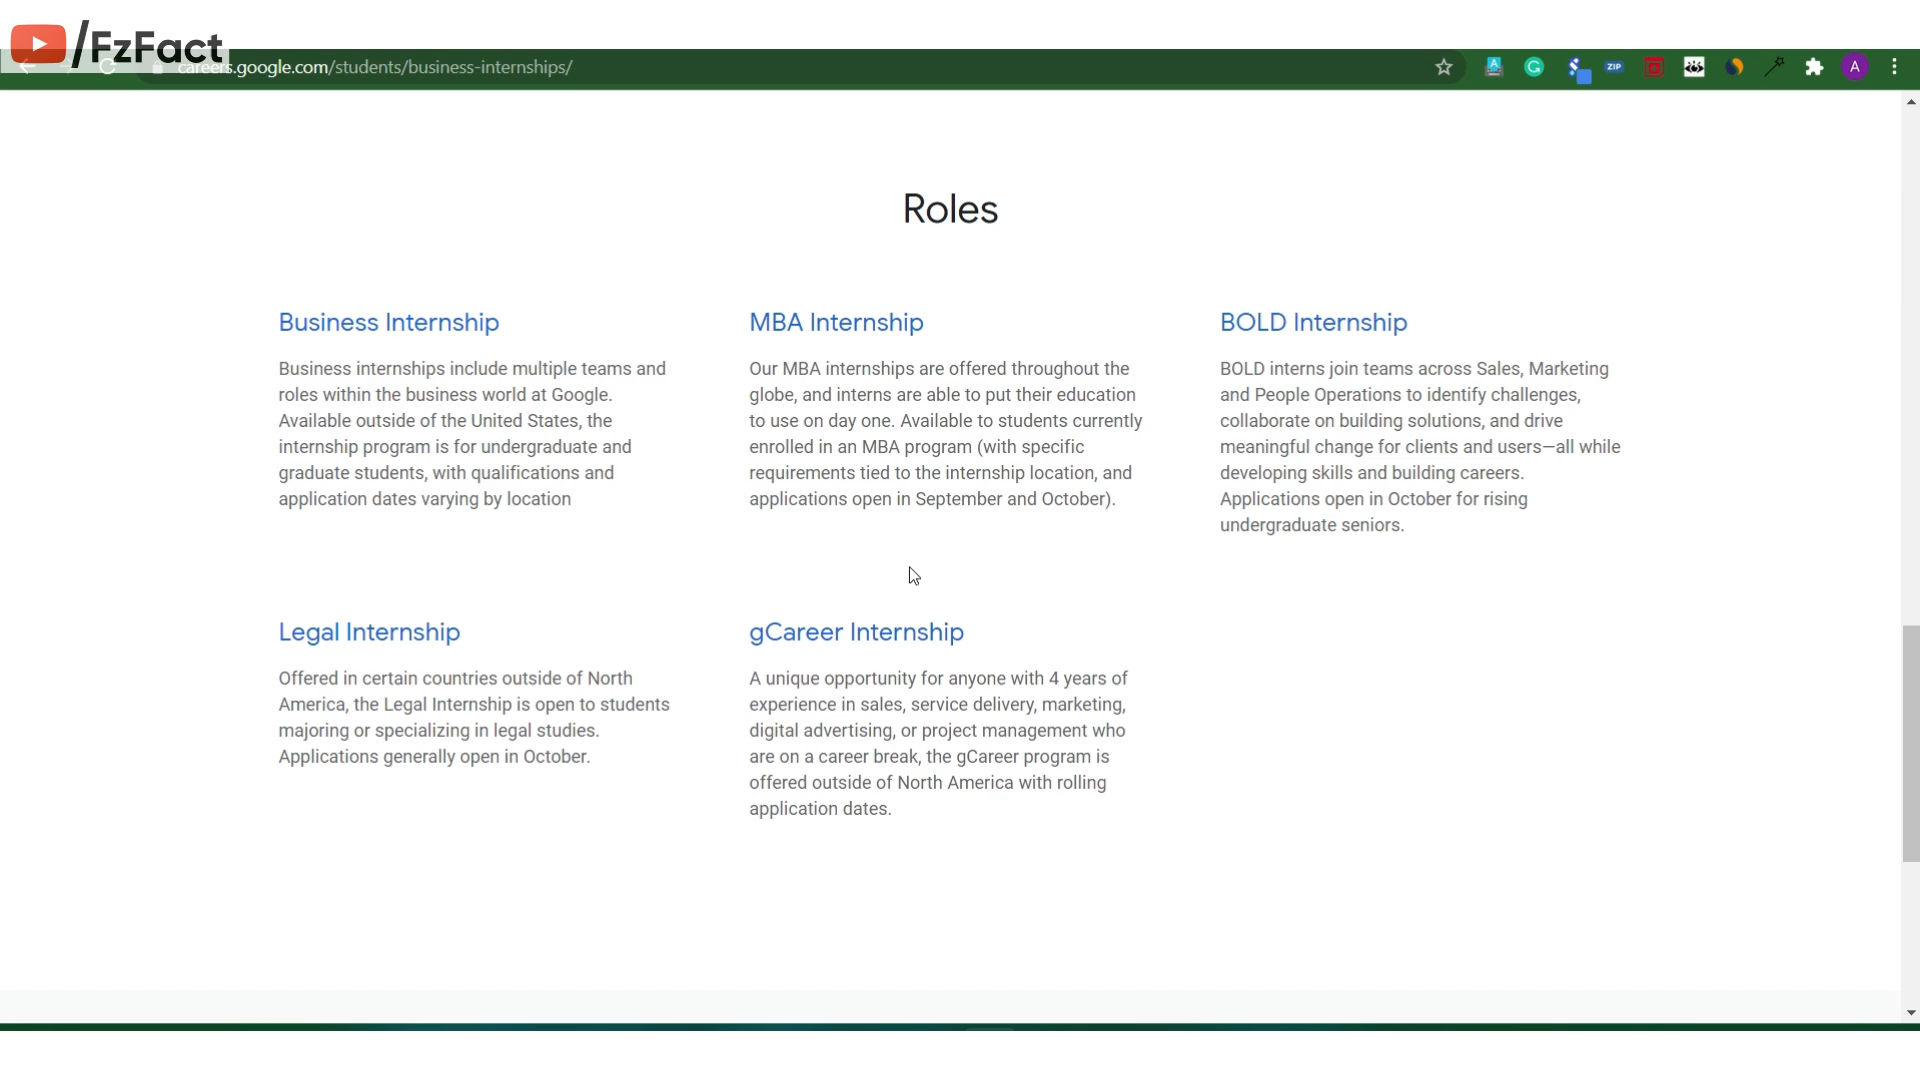 /FzFact
careers.google.com/students/business-internships/
ZIP
A
Roles
Business Internship
Business internships include multiple teams and
roles within the business world at Google.
Available outside of the United States, the
internship program is for undergraduate and
graduate students, with qualifications and
application dates varying by location
MBA Internship
Our MBA internships are offered throughout the
globe, and interns are able to put their education
to use on day one. Available to students currently
enrolled in an MBA program (with specific
requirements tied to the internship location, and
applications open in September and October).
BOLD Internship
BOLD interns join teams across Sales, Marketing
and People Operations to identify challenges,
collaborate on building solutions, and drive
meaningful change for clients and users—all while
developing skills and building careers.
Applications open in October for rising
undergraduate seniors.
Legal Internship
Offered in certain countries outside of North
America, the Legal Internship is open to students
majoring or specializing in legal studies.
Applications generally open in October.
gCareer Internship
A unique opportunity for anyone with 4 years of
experience in sales, service delivery, marketing,
digital advertising, or project management who
are on a career break, the gCareer program is
offered outside of North America with rolling
application dates.